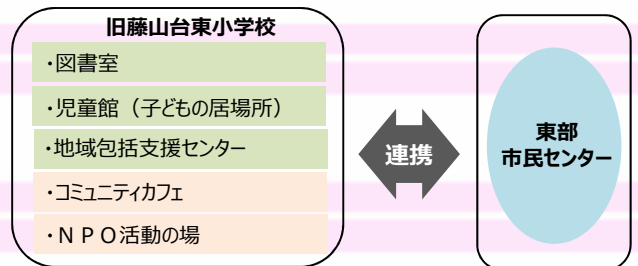 旧藤山台東小学校
・図書室
・児童館（子どもの居場所）
・地域包括支援センター
・コミュニティカフェ
・ＮＰＯ活動の場
連携
東部
市民センター